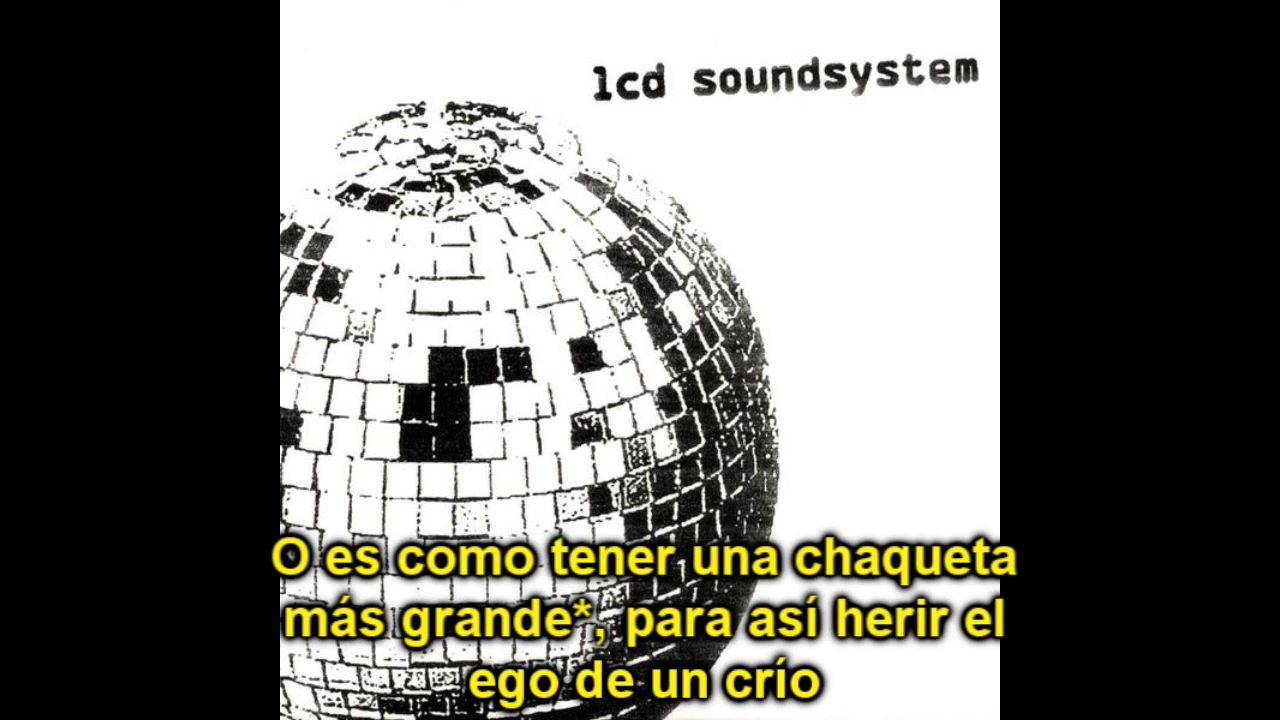 lcd soundsystem
O es como tener una chaqueta
más grande*, para así herir el
ego de un crío